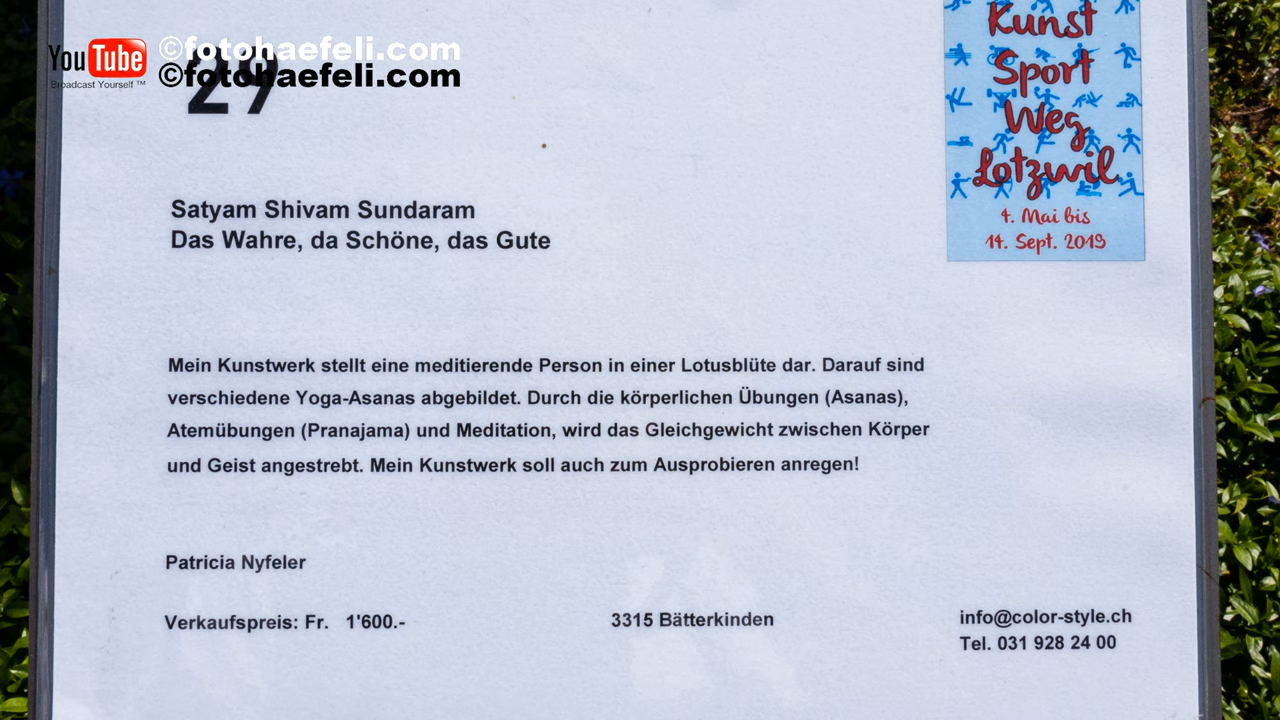 YouTube
Broadcast Yourself ™
©fotohaefeli.com
©fotohaefeli.com
29
Kunst
Sport
Weg
Lotzwil
4. Mai bis
14. Sept. 2019
Satyam Shivam Sundaram
Das Wahre, da Schöne, das Gute
Mein Kunstwerk stellt eine meditierende Person in einer Lotusblüte dar. Darauf sind
verschiedene Yoga-Asanas abgebildet. Durch die körperlichen Übungen (Asanas),
Atemübungen (Pranajama) und Meditation, wird das Gleichgewicht zwischen Körper
und Geist angestrebt. Mein Kunstwerk soll auch zum Ausprobieren anregen!
Patricia Nyfeler
Verkaufspreis: Fr. 1'600.- 3315 Bätterkinden info@color-style.ch
Tel. 031 928 24 00